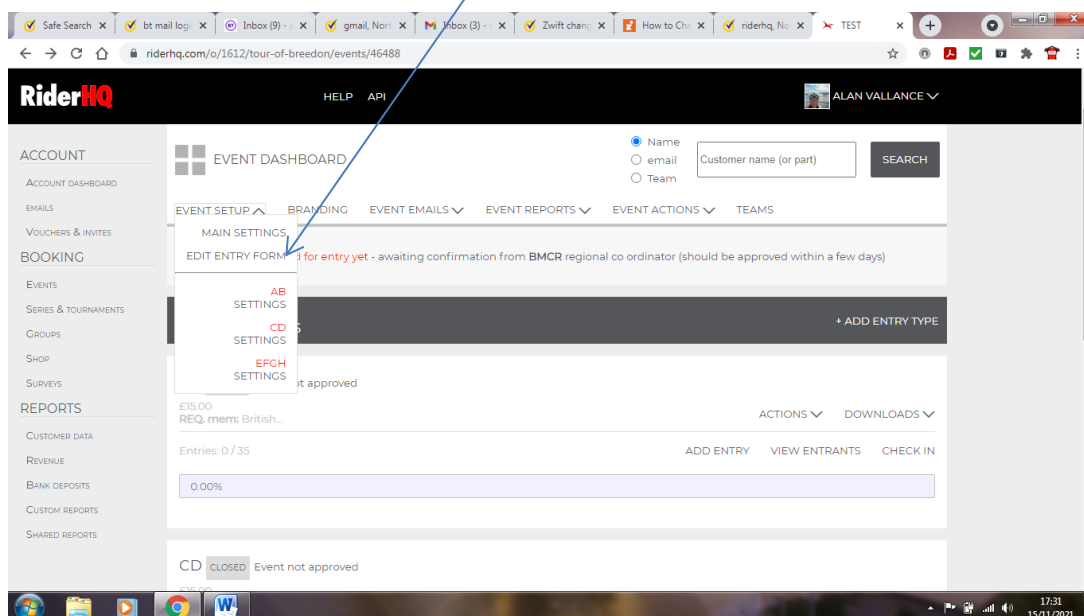 Safe Search
bt mail logi
Inbox (9) -
gmail, Nort
Inbox (3) -
Zwift chang
How to Cha
riderhq, No
TEST
riderhq.com/o/1612/tour-of-breedon/events/46488
RiderHQ
HELP API
ALAN VALLANCE
ACCOUNT
ACCOUNT DASHBOARD
EMAILS
VOUCHERS & INVITES
BOOKING
EVENTS
SERIES & TOURNAMENTS
GROUPS
SHOP
SURVEYS
REPORTS
CUSTOMER DATA
REVENUE
BANK DEPOSITS
CUSTOM REPORTS
SHARED REPORTS
EVENT DASHBOARD
Name
email
Team
Customer name (or part)
SEARCH
EVENT SETUP BRANDING EVENT EMAILS EVENT REPORTS EVENT ACTIONS TEAMS
MAIN SETTINGS
EDIT ENTRY FORM
AB
SETTINGS
CD
SETTINGS
EFGH
SETTINGS
for entry yet - awaiting confirmation from BMCR regional co ordinator (should be approved within a few days)
+ ADD ENTRY TYPE
approved
£15.00
REQ, mem: British...
ACTIONS DOWNLOADS
Entries: 0 / 35
ADD ENTRY VIEW ENTRANTS CHECK IN
0.00%
CD CLOSED Event not approved
£15.00
17:31
15/11/2021